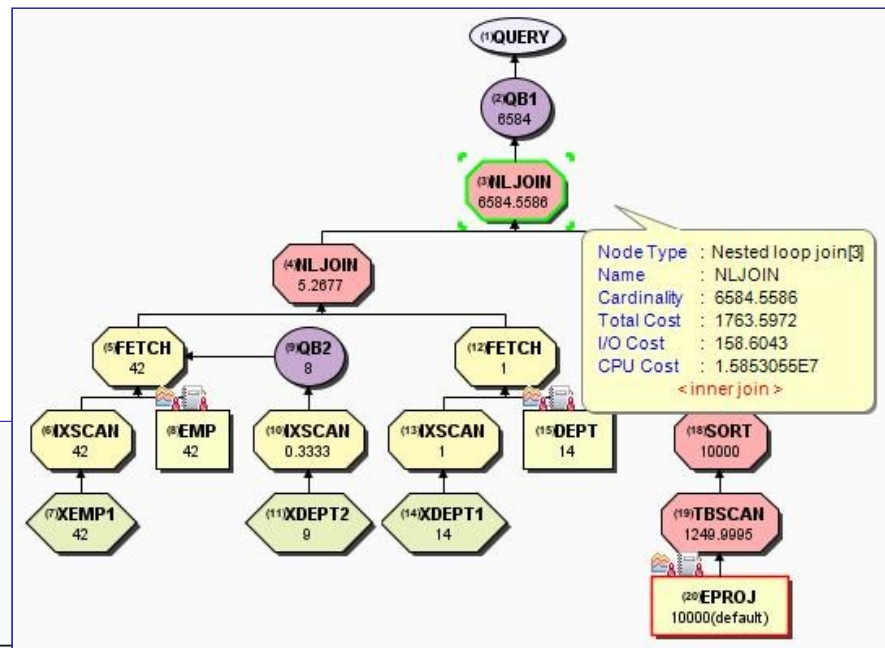 (1)QUERY
(2)QB1
6584
(3)NLJOIN
6584.5586
Node Type : Nested loop join[3]
Name : NLJOIN
Cardinality : 6584.5586
Total Cost : 1763.5972
I/O Cost : 158.6043
CPU Cost : 1.5853055E7
<inner join>
(4)NLJOIN
5.2677
(5)FETCH
42
(9)QB2
8
(12)FETCH
1
(6)IXSCAN
42
(8)EMP
42
(10)IXSCAN
0.3333
(13)IXSCAN
1
(15)DEPT
14
(18)SORT
10000
(7)XEMP1
42
(11)XDEPT2
9
(14)XDEPT1
14
(19)TBSCAN
1249.9995
(20)EPROJ
10000(default)